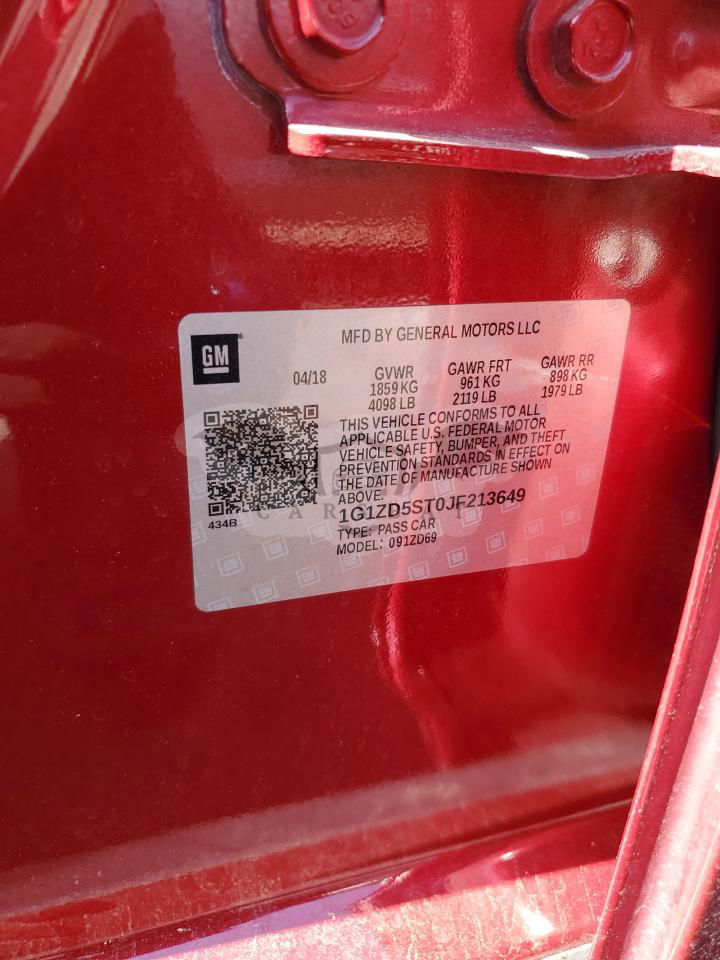 GM
MFD BY GENERAL MOTORS LLC
04/18
GVWR
1859 KG
4098 LB
GAWR FRT
961 KG
2119 LB
GAWR RR
898 KG
1979 LB
THIS VEHICLE CONFORMS TO ALL
APPLICABLE U.S. FEDERAL MOTOR
VEHICLE SAFETY, BUMPER, AND THEFT
PREVENTION STANDARDS IN EFFECT ON
THE DATE OF MANUFACTURE SHOWN
ABOVE.
1G1ZD5ST0JF213649
TYPE: PASS CAR
MODEL: 091ZD69
434B